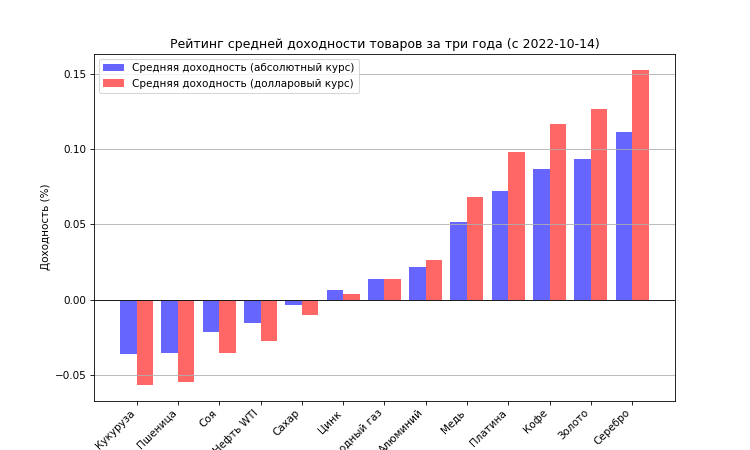 Рейтинг средней доходности товаров за три года (с 2022-10-14)
Средняя доходность (абсолютный курс)
Средняя доходность (долларовый курс)
Доходность (%)
0.15
0.10
0.05
0.00
−0.05
Кукуруза
Пшеница
Соя
Нефть WTI
Сахар
Цинк
газ
Алюминий
Медь
Платина
Кофе
Золото
Серебро